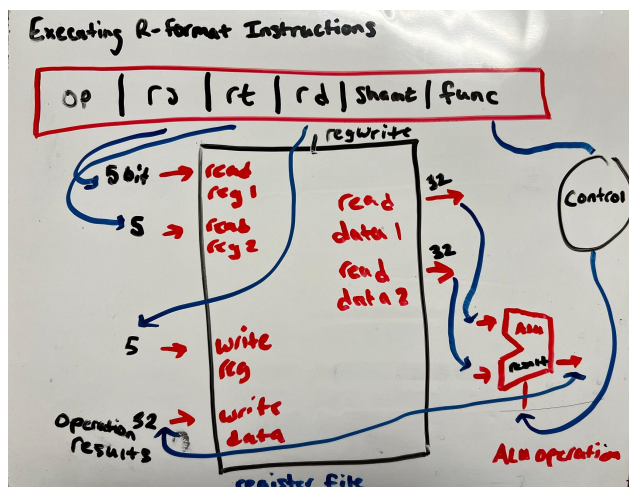 Executing R-Format Instructions
op | rs | rt | rd | shamt | func
regwrite
5 bit
read
reg 1
32
read
data 1
Control
5
read
reg 2
32
read
data 2
ALU
result
5
write
reg
32
write
data
Operation
results
ALU operation
register file